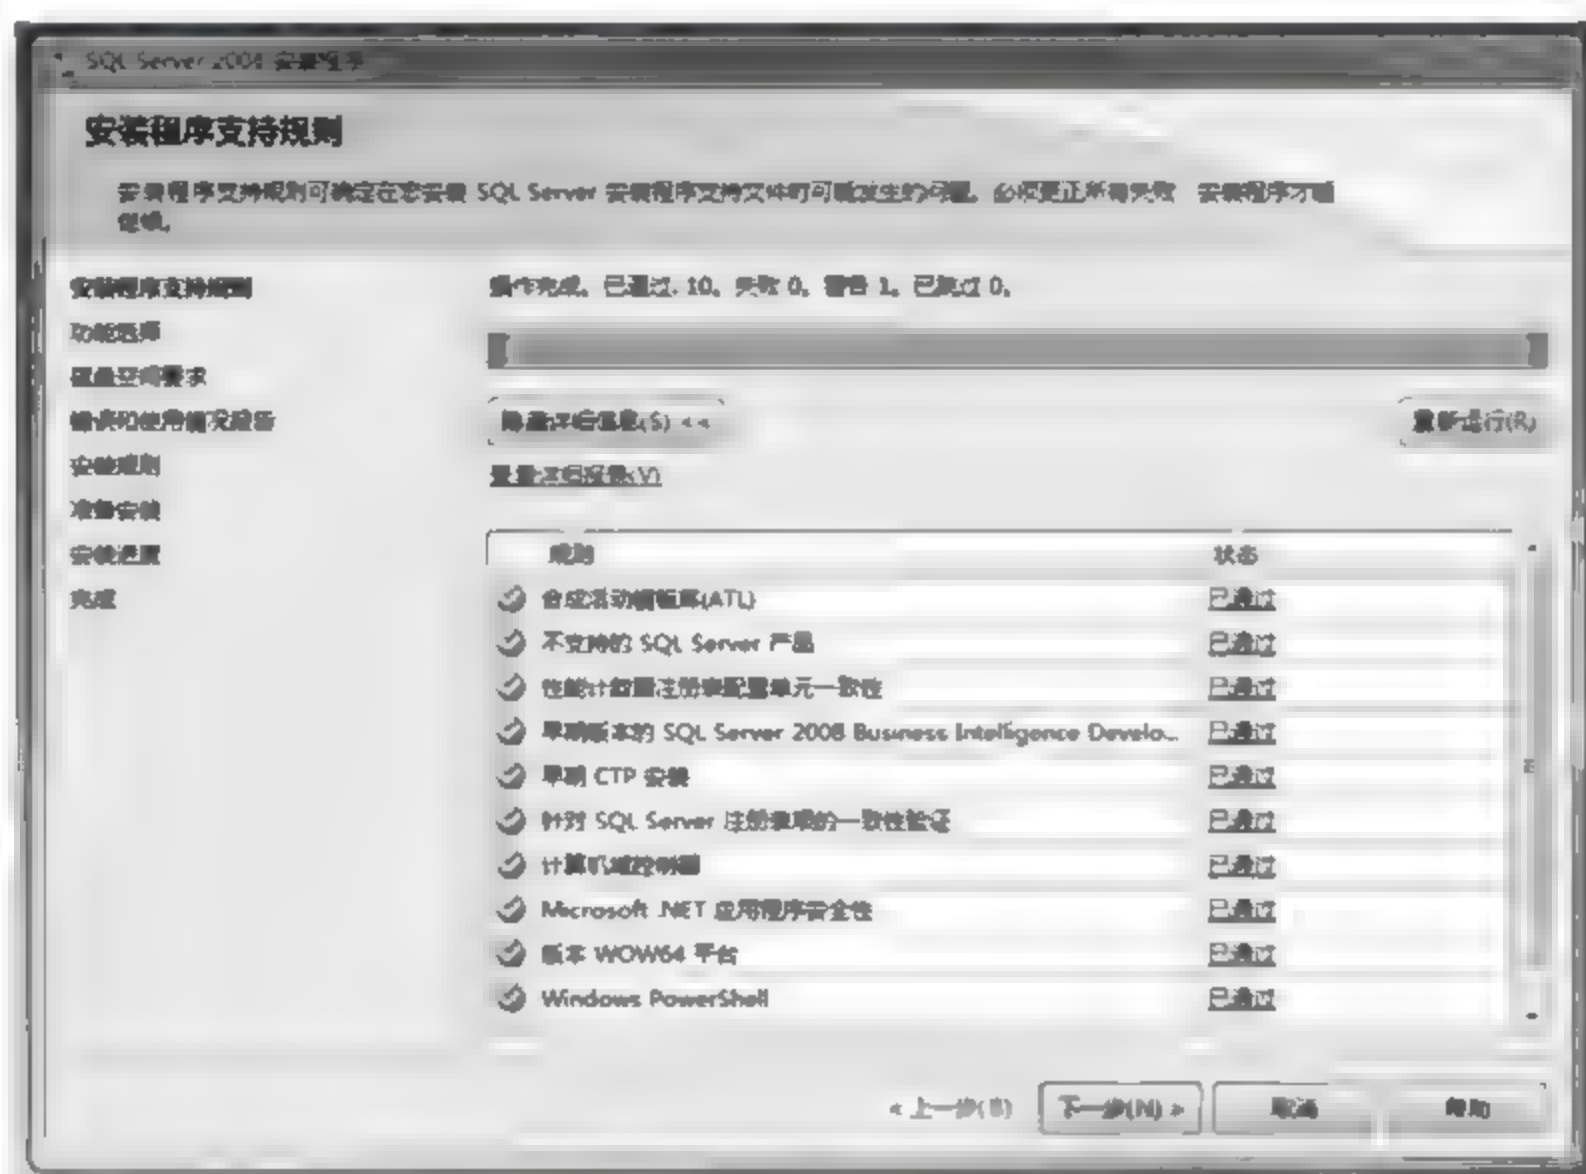 SQL Server 2008 安装程序
安装程序支持规则
安装程序支持规则可确定在您安装 SQL Server 安装程序支持文件时可能发生的问题。必须更正所有失败，安装程序才能
继续。
安装程序支持规则
功能选择
磁盘空间要求
错误和使用情况报告
安装规则
准备安装
安装进度
完成
操作完成。已通过: 10。失败 0。警告 1。已跳过 0。
隐藏详细信息(S) <<
重新运行(R)
查看详细报表(V)
规则 状态
合成活动模板库(ATL) 已通过
不支持的 SQL Server 产品 已通过
性能计数器注册表配置单元一致性 已通过
早期版本的 SQL Server 2008 Business Intelligence Develo... 已通过
早期 CTP 安装 已通过
针对 SQL Server 注册表项的一致性验证 已通过
计算机域控制器 已通过
Microsoft .NET 应用程序安全性 已通过
版本 WOW64 平台 已通过
Windows PowerShell 已通过
< 上一步(B) 下一步(N) > 取消 帮助